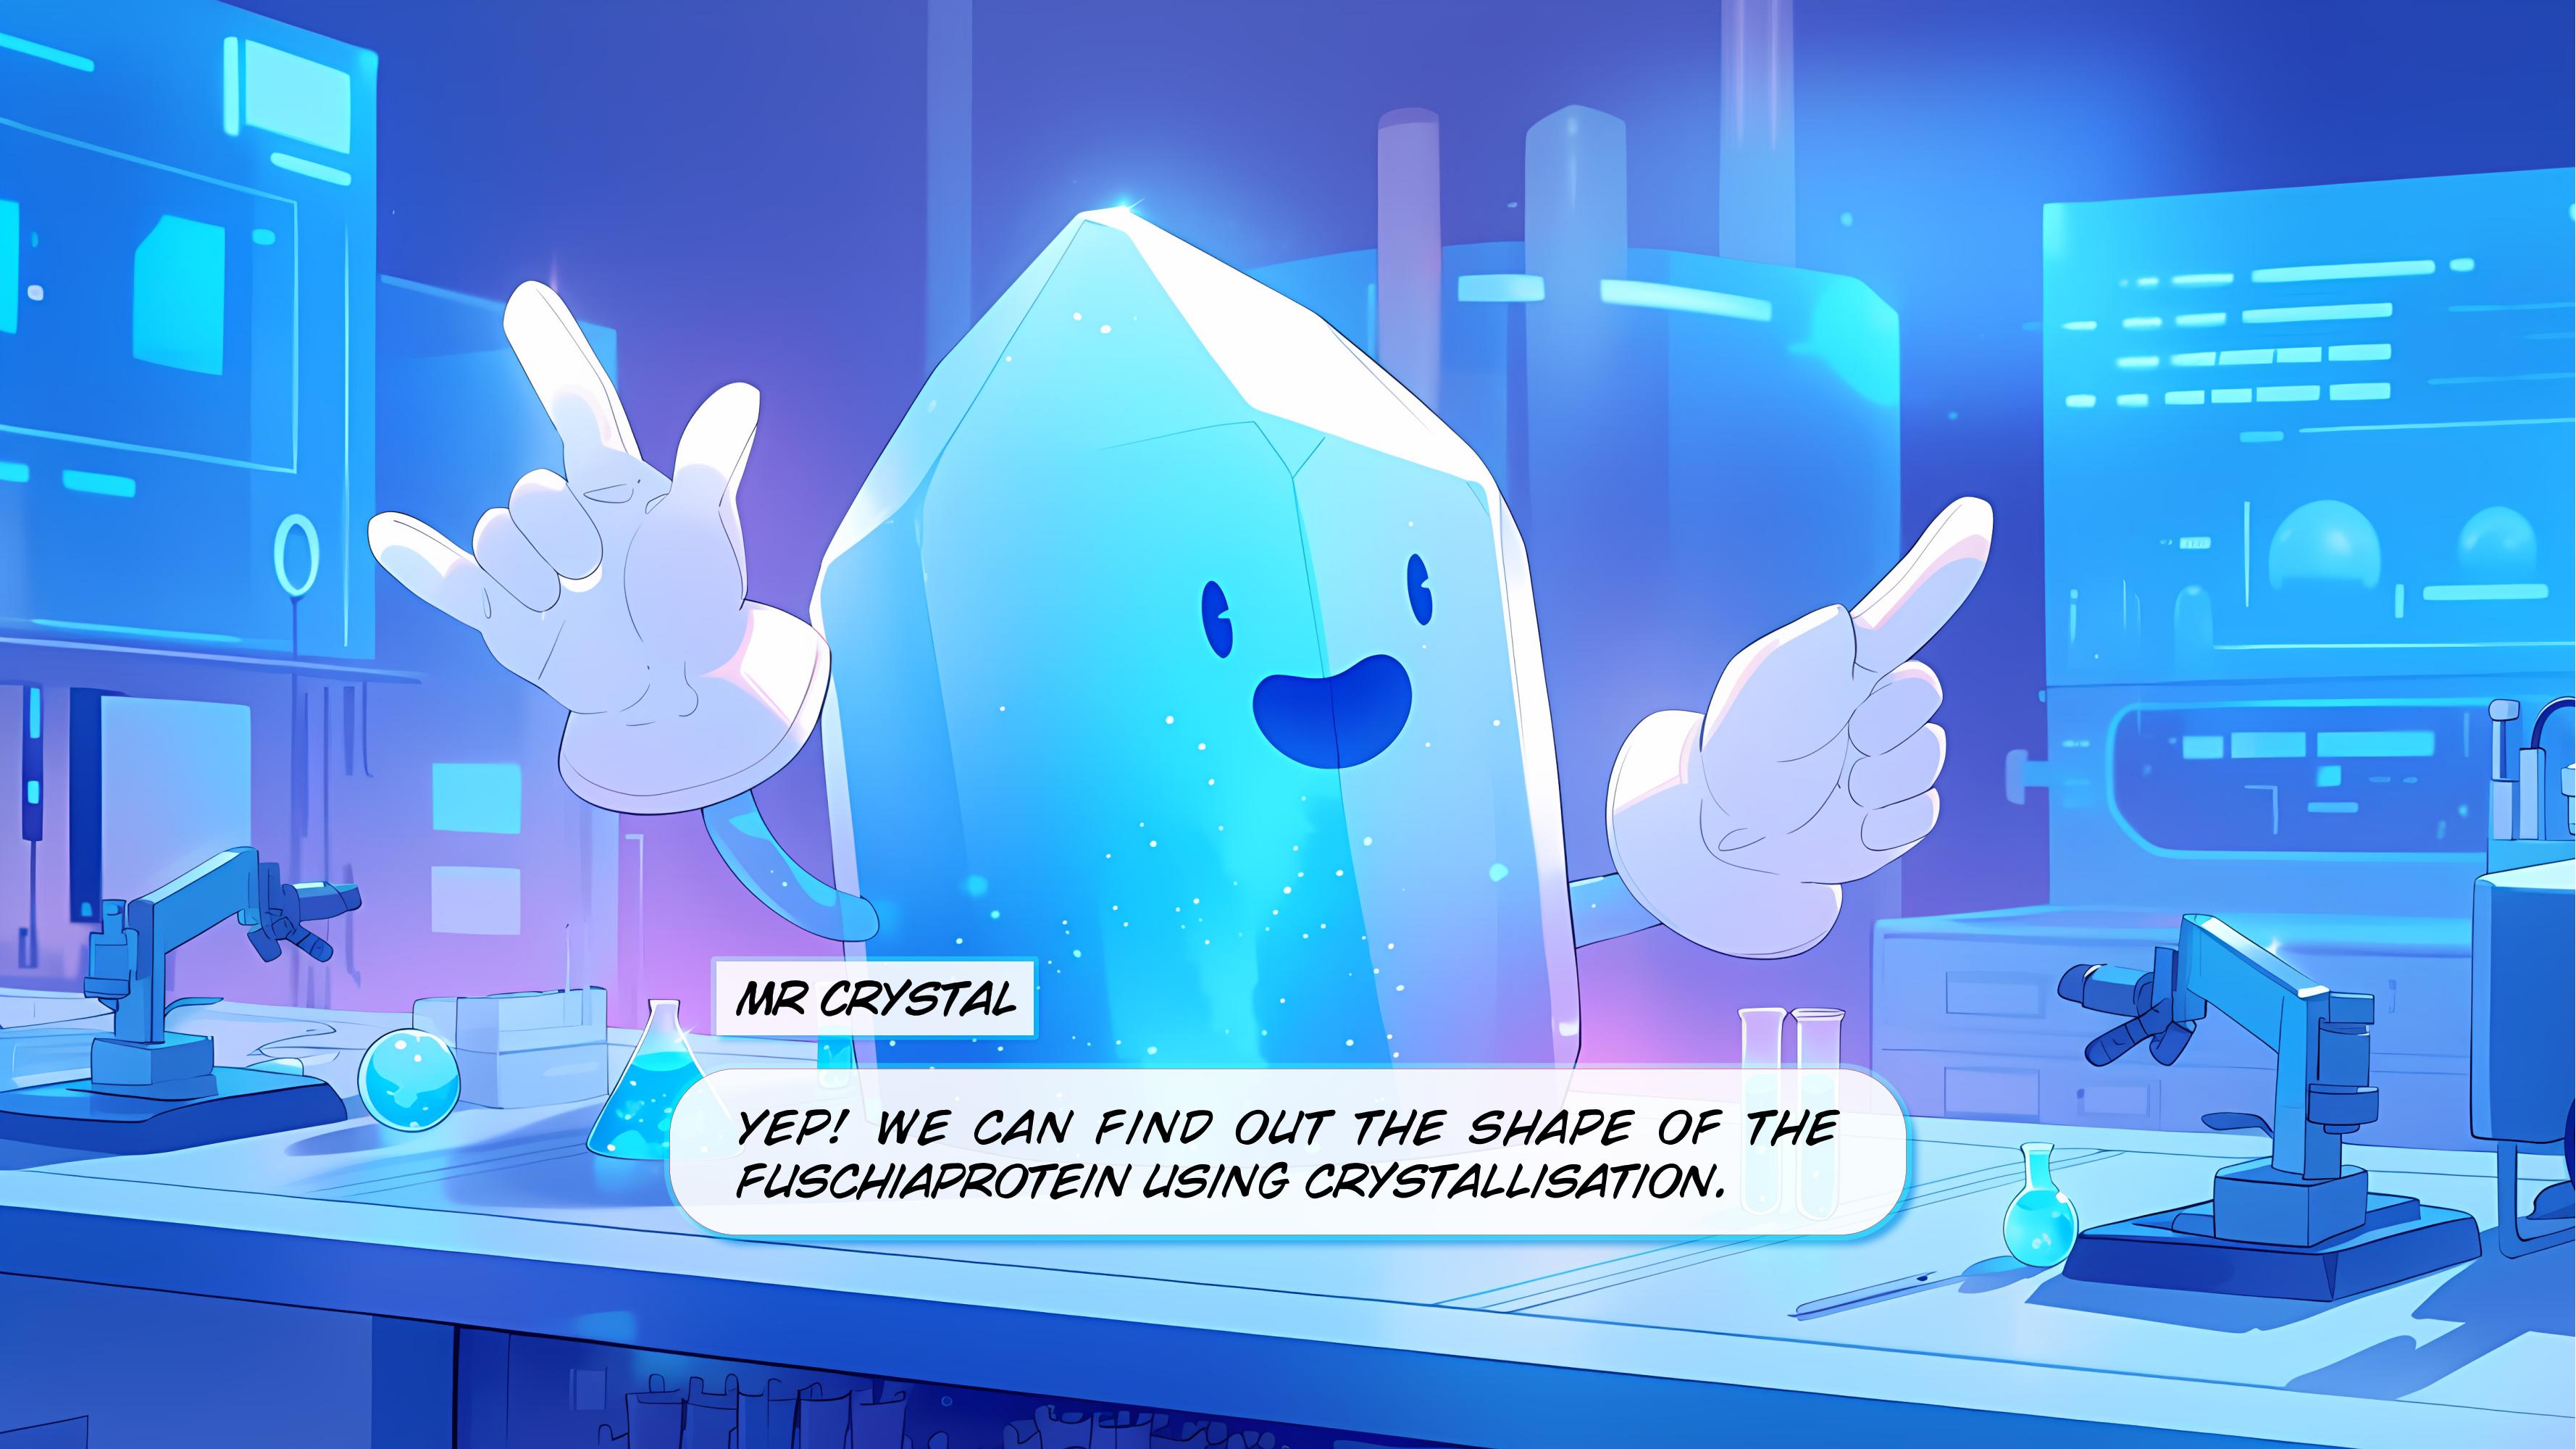 MR CRYSTAL
YEP! WE CAN FIND OUT THE SHAPE OF THE
FUSCHIAPROTEIN USING CRYSTALLISATION.